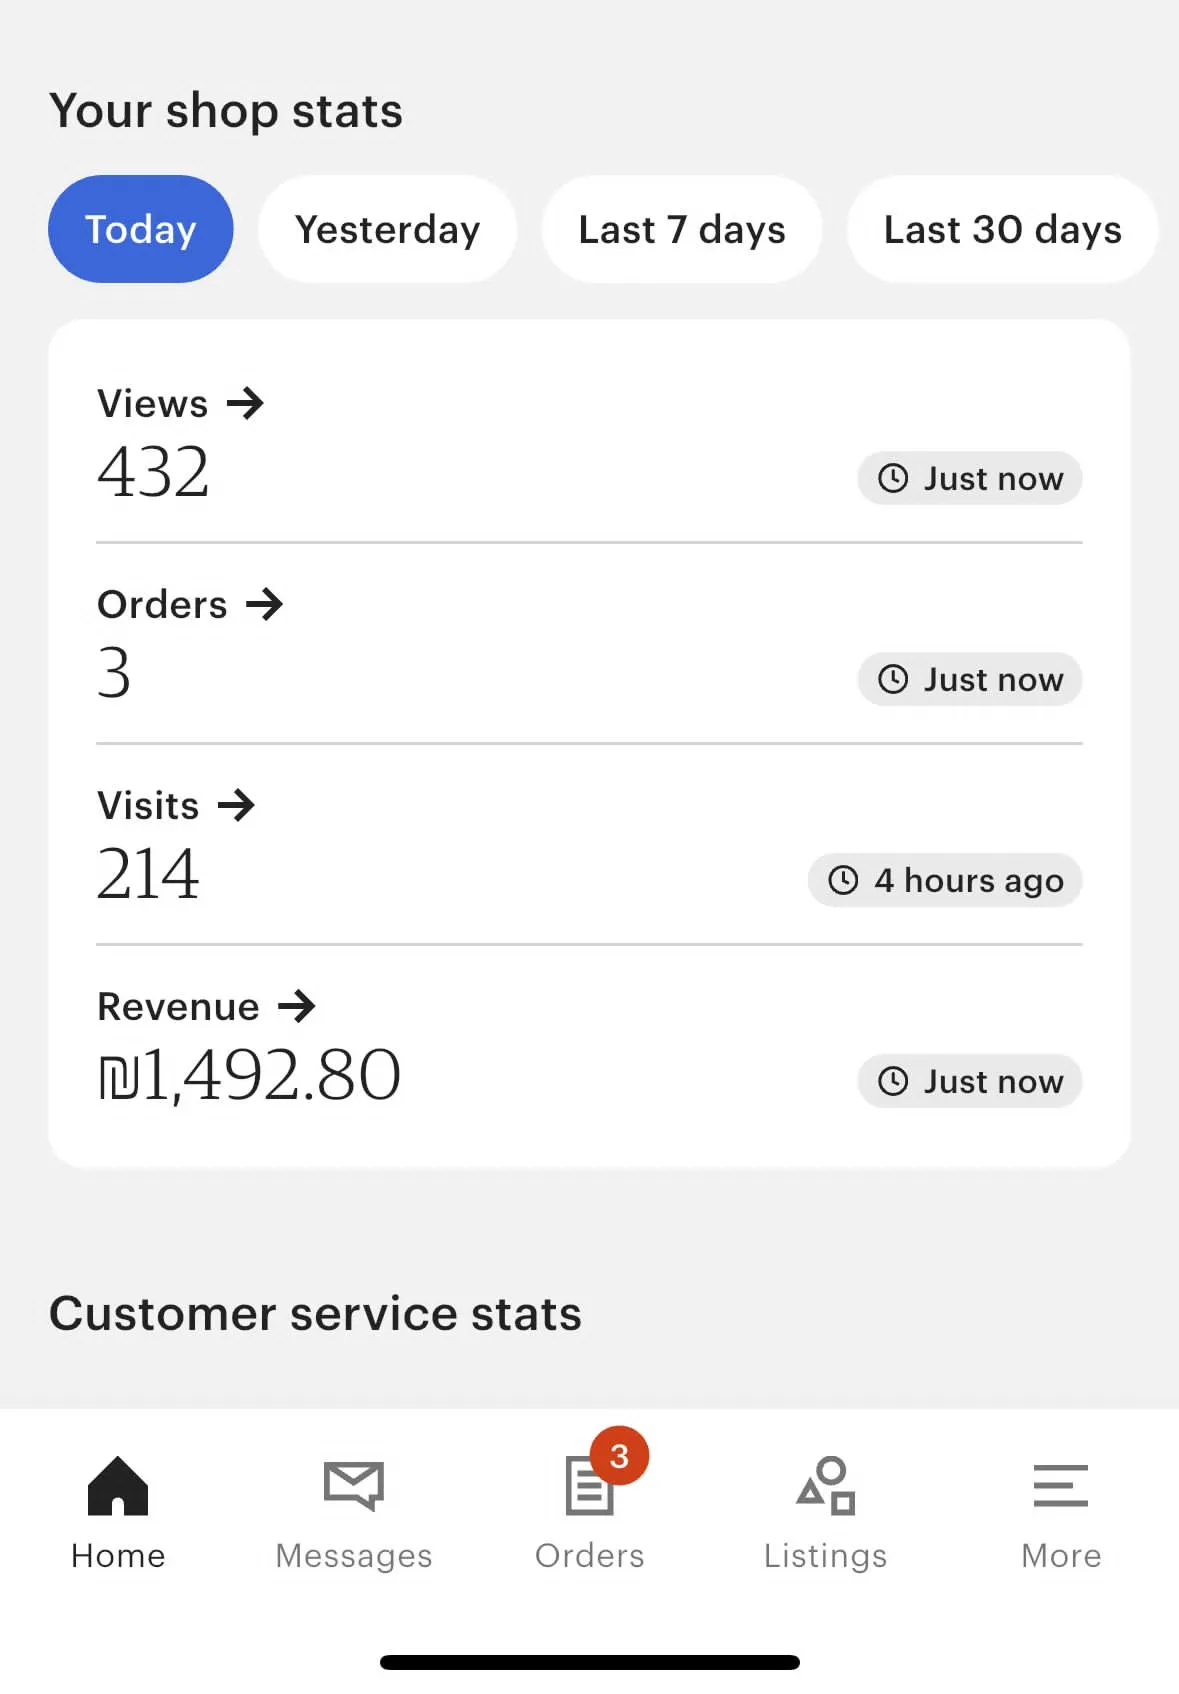 Your shop stats
Today Yesterday Last 7 days Last 30 days
Views →
432
Just now
Orders →
3
Just now
Visits →
214
4 hours ago
Revenue →
₪1,492.80
Just now
Customer service stats
3
Home Messages Orders Listings More